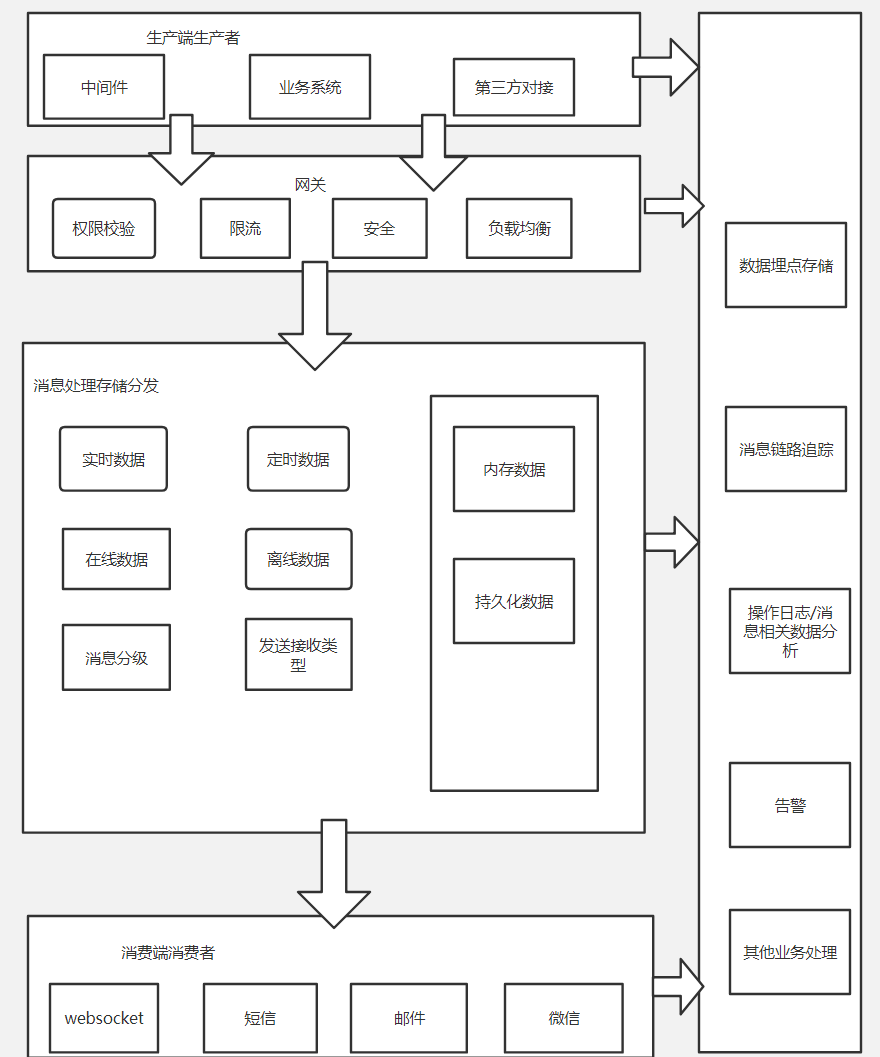 生产端生产者
中间件
业务系统
第三方对接
网关
权限校验
限流
安全
负载均衡
消息处理存储分发
实时数据
定时数据
内存数据
在线数据
离线数据
持久化数据
消息分级
发送接收类
型
消费端消费者
websocket
短信
邮件
微信
数据埋点存储
消息链路追踪
操作日志/消
息相关数据分
析
告警
其他业务处理